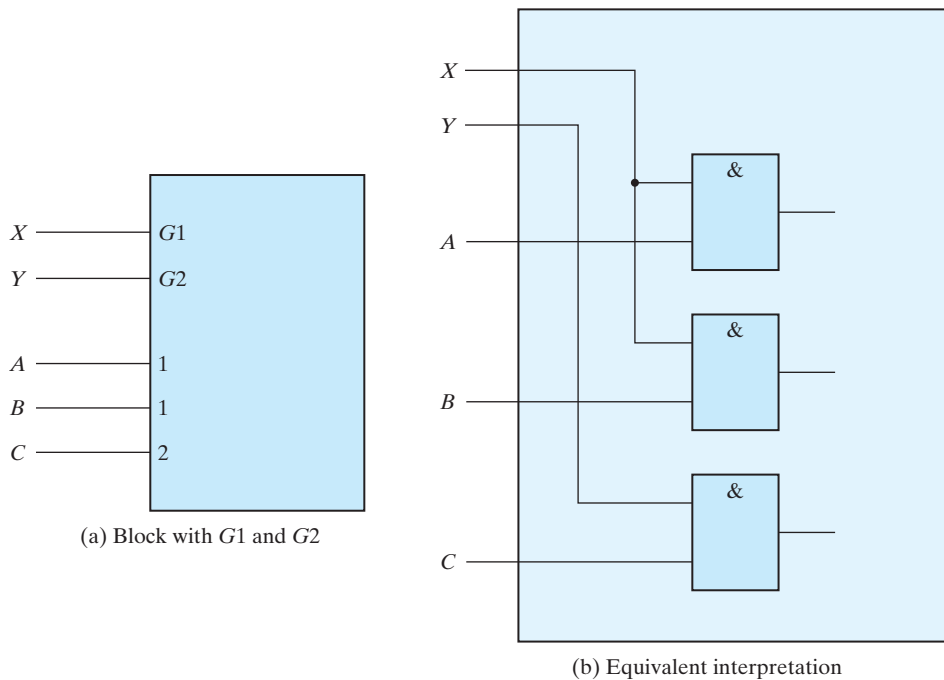 X
Y
A
B
C
G1
G2
1
1
2
(a) Block with G1 and G2
X
Y
A
B
C
&
&
&
(b) Equivalent interpretation